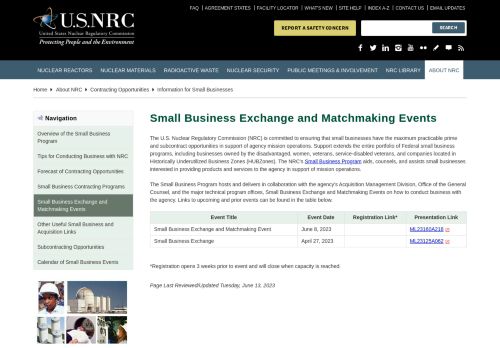 FAQ | AGREEMENT STATES | FACILITY LOCATOR | WHAT'S NEW | SITE HELP | INDEX A-Z | CONTACT US | EMAIL UPDATES
U.S.NRC
United States Nuclear Regulatory Commission
Protecting People and the Environment
REPORT A SAFETY CONCERN
SEARCH
NUCLEAR REACTORS NUCLEAR MATERIALS RADIOACTIVE WASTE NUCLEAR SECURITY PUBLIC MEETINGS & INVOLVEMENT NRC LIBRARY ABOUT NRC
Home About NRC Contracting Opportunities Information for Small Businesses
Navigation
Overview of the Small Business Program
Tips for Conducting Business with NRC
Forecast of Contracting Opportunities
Small Business Contracting Programs
Small Business Exchange and Matchmaking Events
Other Useful Small Business and Acquisition Links
Subcontracting Opportunities
Calendar of Small Business Events
Small Business Exchange and Matchmaking Events
The U.S. Nuclear Regulatory Commission (NRC) is committed to ensuring that small businesses have the maximum practicable prime
and subcontract opportunities in support of agency mission operations. Support extends the entire portfolio of Federal small business
programs, including businesses owned by the disadvantaged, women, veterans, service-disabled veterans, and companies located in
Historically Underutilized Business Zones (HUBZones). The NRC's Small Business Program aids, counsels, and assists small businesses
interested in providing products and services to the agency in support of mission operations.
The Small Business Program hosts and delivers in collaboration with the agency's Acquisition Management Division, Office of the General
Counsel, and the major technical program offices, Small Business Exchange and Matchmaking Events on how to conduct business with
the agency. Links to upcoming and prior events can be found in the table below.
Event Title Event Date Registration Link* Presentation Link
Small Business Exchange and Matchmaking Event June 8, 2023 ML23160A216
Small Business Exchange April 27, 2023 ML23125A062
*Registration opens 3 weeks prior to event and will close when capacity is reached.
Page Last Reviewed/Updated Tuesday, June 13, 2023